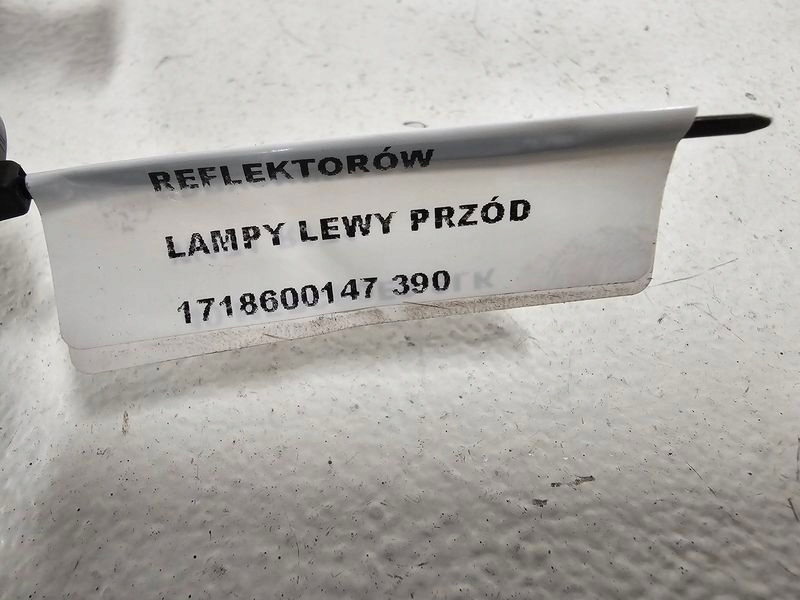 REFLEKTORÓW
LAMPY LEWY PRZÓD
1718600147 390